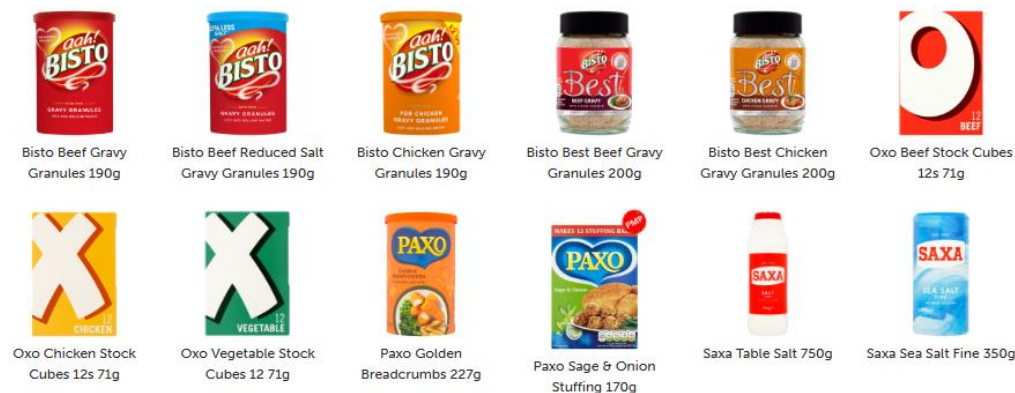 aah!
BISTO
GRAVY GRANULES
Bisto Beef Gravy
Granules 190g
% LESS
SALT
aah!
BISTO
GRAVY GRANULES
Bisto Beef Reduced Salt
Gravy Granules 190g
aah!
BISTO
FOR CHICKEN
GRAVY GRANULES
Bisto Chicken Gravy
Granules 190g
aah!
BISTO
Best
BEEF GRAVY
Bisto Best Beef Gravy
Granules 200g
aah!
BISTO
Best
CHICKEN GRAVY
Bisto Best Chicken
Gravy Granules 200g
O
12
BEEF
Oxo Beef Stock Cubes
12s 71g
X
12
CHICKEN
Oxo Chicken Stock
Cubes 12s 71g
X
12
VEGETABLE
Oxo Vegetable Stock
Cubes 12 71g
PAXO
Golden
Breadcrumbs
Paxo Golden
Breadcrumbs 227g
PMP
MAKES 12 STUFFING
PAXO
Sage & Onion
Paxo Sage & Onion
Stuffing 170g
SAXA
SALT
Saxa Table Salt 750g
SAXA
SEA SALT
FINE
Saxa Sea Salt Fine 350g